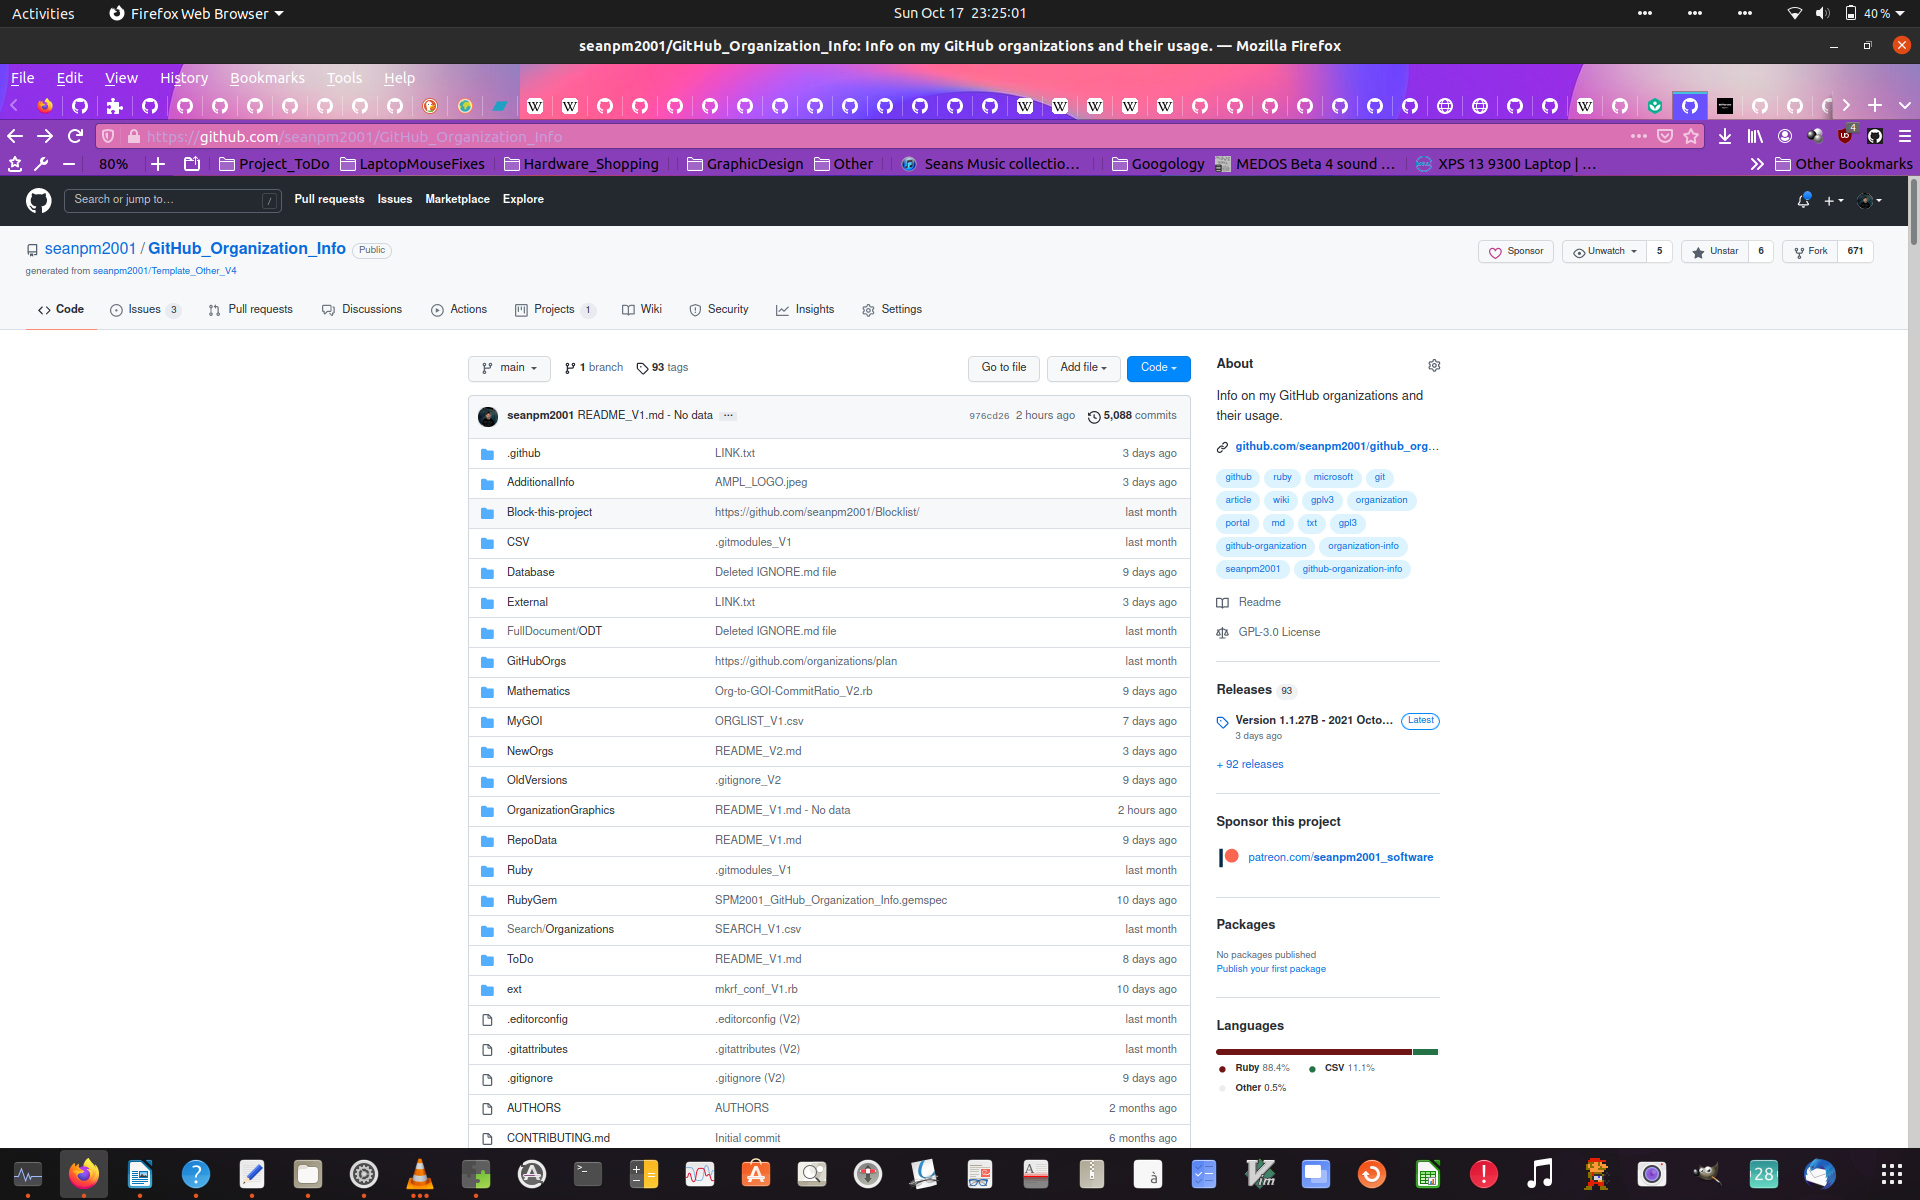 Activities Firefox Web Browser Sun Oct 17 23:25:01 40 %
seanpm2001/GitHub_Organization_Info: Info on my GitHub organizations and their usage. — Mozilla Firefox
File Edit View History Bookmarks Tools Help
https://github.com/seanpm2001/GitHub_Organization_Info 4
80% Project_ToDo LaptopMouseFixes Hardware_Shopping GraphicDesign Other Seans Music collectio… Googology MEDOS Beta 4 sound … XPS 13 9300 Laptop | … Other Bookmarks
Search or jump to… / Pull requests Issues Marketplace Explore
seanpm2001 / GitHub_Organization_Info Public Sponsor Unwatch 5 Unstar 6 Fork 671
generated from seanpm2001/Template_Other_V4
Code Issues 3 Pull requests Discussions Actions Projects 1 Wiki Security Insights Settings
main 1 branch 93 tags Go to file Add file Code
seanpm2001 README_V1.md - No data ... 976cd26 2 hours ago 5,088 commits
.github LINK.txt 3 days ago
AdditionalInfo AMPL_LOGO.jpeg 3 days ago
Block-this-project https://github.com/seanpm2001/Blocklist/ last month
CSV .gitmodules_V1 last month
Database Deleted IGNORE.md file 9 days ago
External LINK.txt 3 days ago
FullDocument/ODT Deleted IGNORE.md file last month
GitHubOrgs https://github.com/organizations/plan last month
Mathematics Org-to-GOI-CommitRatio_V2.rb 9 days ago
MyGOI ORGLIST_V1.csv 7 days ago
NewOrgs README_V2.md 3 days ago
OldVersions .gitignore_V2 9 days ago
OrganizationGraphics README_V1.md - No data 2 hours ago
RepoData README_V1.md 9 days ago
Ruby .gitmodules_V1 last month
RubyGem SPM2001_GitHub_Organization_Info.gemspec 10 days ago
Search/Organizations SEARCH_V1.csv last month
ToDo README_V1.md 8 days ago
ext mkrf_conf_V1.rb 10 days ago
.editorconfig .editorconfig (V2) last month
.gitattributes .gitattributes (V2) last month
.gitignore .gitignore (V2) 9 days ago
AUTHORS AUTHORS 2 months ago
CONTRIBUTING.md Initial commit 6 months ago
About
Info on my GitHub organizations and
their usage.
github.com/seanpm2001/github_org…
github ruby microsoft git
article wiki gplv3 organization
portal md txt gpl3
github-organization organization-info
seanpm2001 github-organization-info
Readme
GPL-3.0 License
Releases 93
Version 1.1.27B - 2021 Octo… Latest
3 days ago
+ 92 releases
Sponsor this project
patreon.com/seanpm2001_software
Packages
No packages published
Publish your first package
Languages
Ruby 88.4% CSV 11.1%
Other 0.5%
28